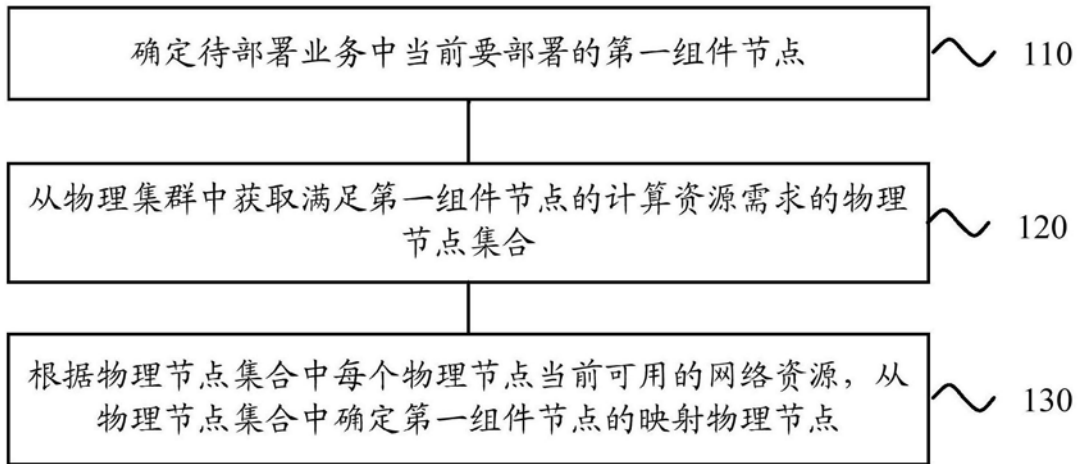 确定待部署业务中当前要部署的第一组件节点
110
从物理集群中获取满足第一组件节点的计算资源需求的物理
节点集合
120
根据物理节点集合中每个物理节点当前可用的网络资源，从
物理节点集合中确定第一组件节点的映射物理节点
130